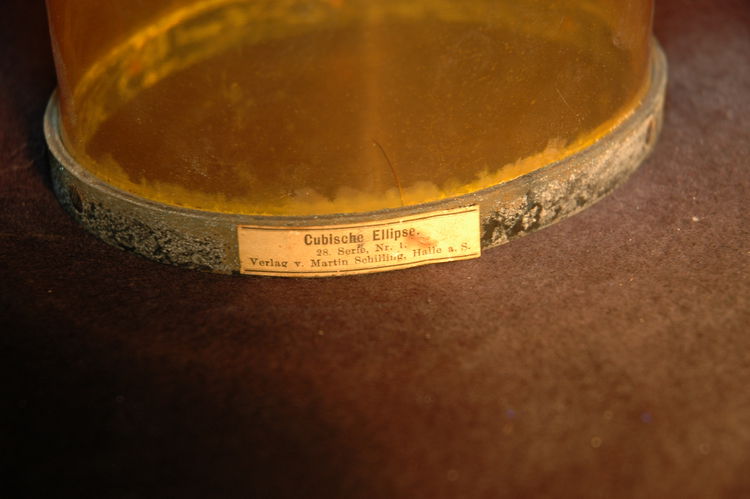 Cubische Ellipse.
28. Serie, Nr. 1.
Verlag v. Martin Schilling, Halle a. S.